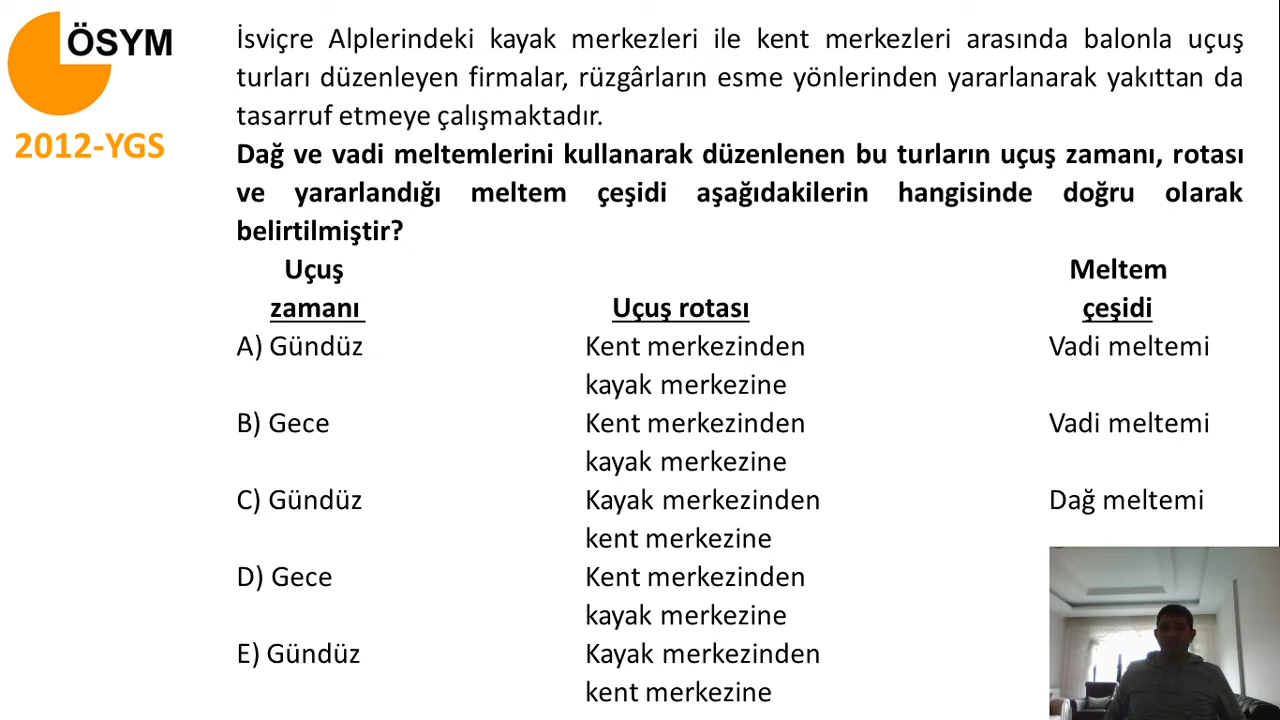 ÖSYM
2012-YGS
İsviçre Alplerindeki kayak merkezleri ile kent merkezleri arasında balonla uçuş
turları düzenleyen firmalar, rüzgârların esme yönlerinden yararlanarak yakıttan da
tasarruf etmeye çalışmaktadır.
Dağ ve vadi meltemlerini kullanarak düzenlenen bu turların uçuş zamanı, rotası
ve yararlandığı meltem çeşidi aşağıdakilerin hangisinde doğru olarak
belirtilmiştir?
Uçuş Meltem
zamanı Uçuş rotası çeşidi
A) Gündüz Kent merkezinden Vadi meltemi
kayak merkezine
B) Gece Kent merkezinden Vadi meltemi
kayak merkezine
C) Gündüz Kayak merkezinden Dağ meltemi
kent merkezine
D) Gece Kent merkezinden
kayak merkezine
E) Gündüz Kayak merkezinden
kent merkezine